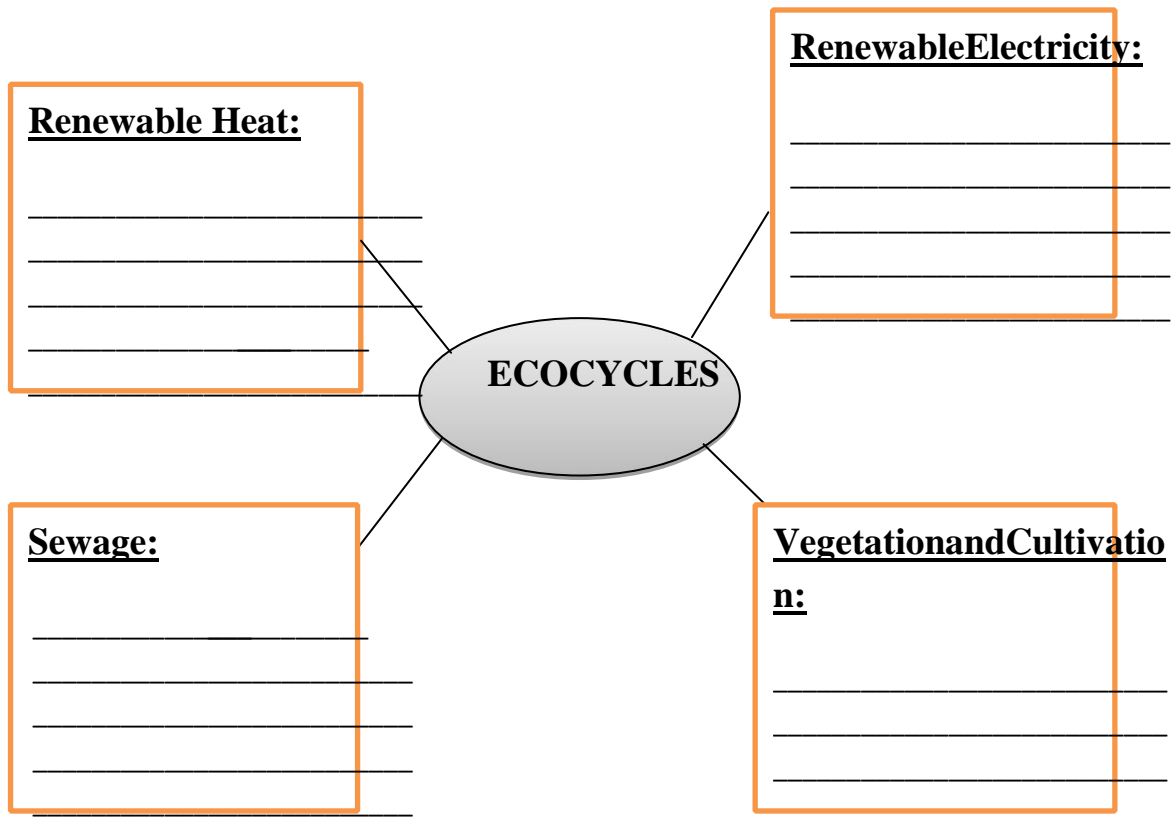 Renewable Heat:
RenewableElectricity:
ECOCYCLES
Sewage:
VegetationandCultivatio
n: